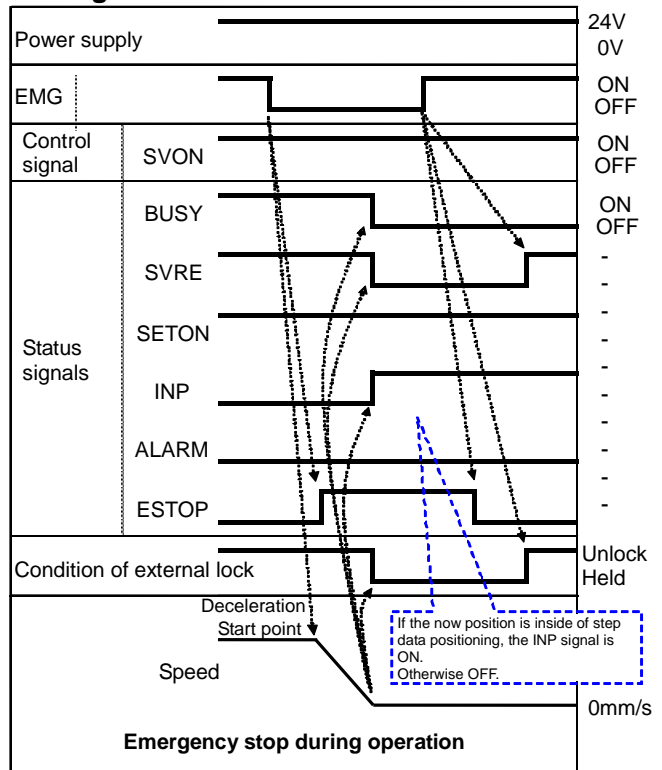 24V
Power supply
0V
EMG
ON
OFF
Control
signal
SVON
ON
OFF
BUSY
ON
OFF
SVRE
-
-
SETON
-
-
Status
signals
INP
-
-
ALARM
-
-
ESTOP
-
Condition of external lock
Unlock
Held
Deceleration
Start point
If the now position is inside of step
data positioning, the INP signal is
ON.
Otherwise OFF.
Speed
0mm/s
Emergency stop during operation